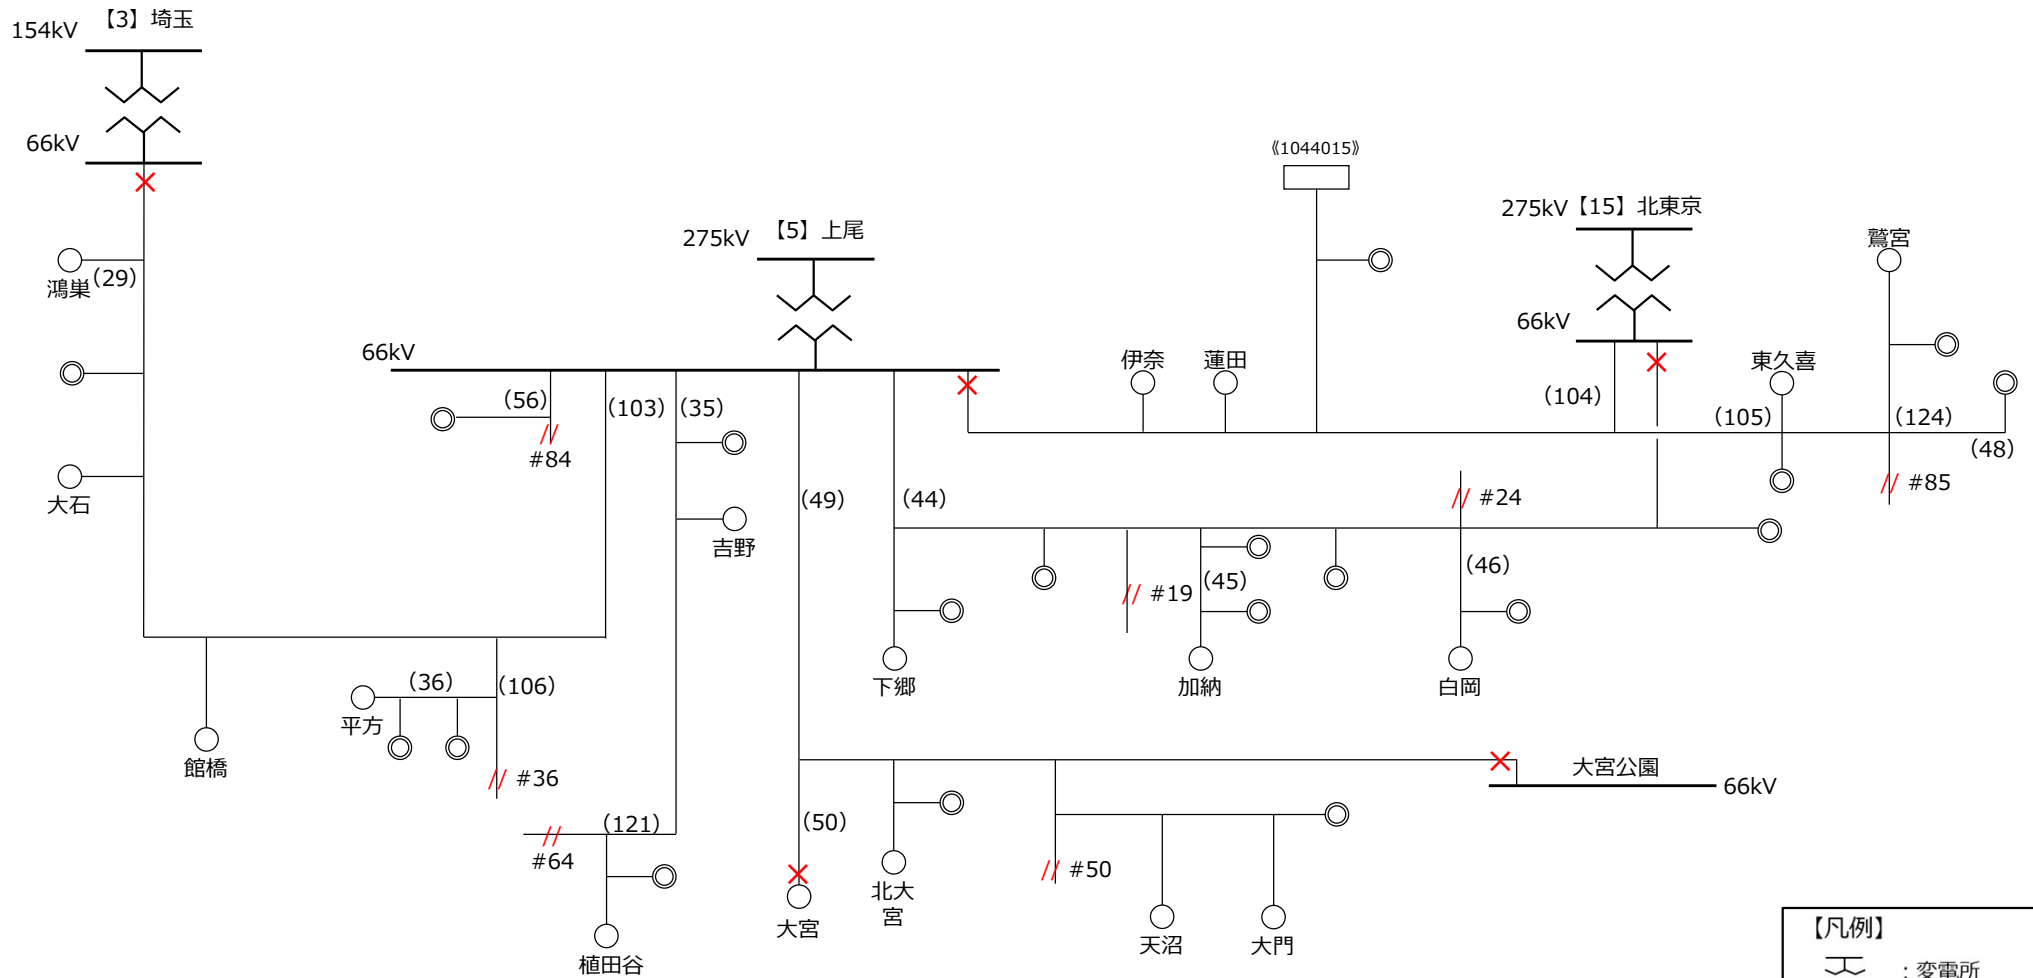 【3】埼玉
154kV
66kV
《1044015》
275kV
【15】北東京
275kV
【5】上尾
鷲宮
鴻巣
(29)
66kV
66kV
伊奈
蓮田
東久喜
(56)
(103)
(35)
(104)
(105)
(124)
(48)
#84
大石
(49)
(44)
#24
#85
吉野
(46)
#19
(45)
(36)
(106)
下郷
加納
白岡
平方
館橋
#36
大宮公園
66kV
(121)
(50)
#64
#50
北大
宮
大宮
天沼
大門
植田谷
【凡例】
：変電所